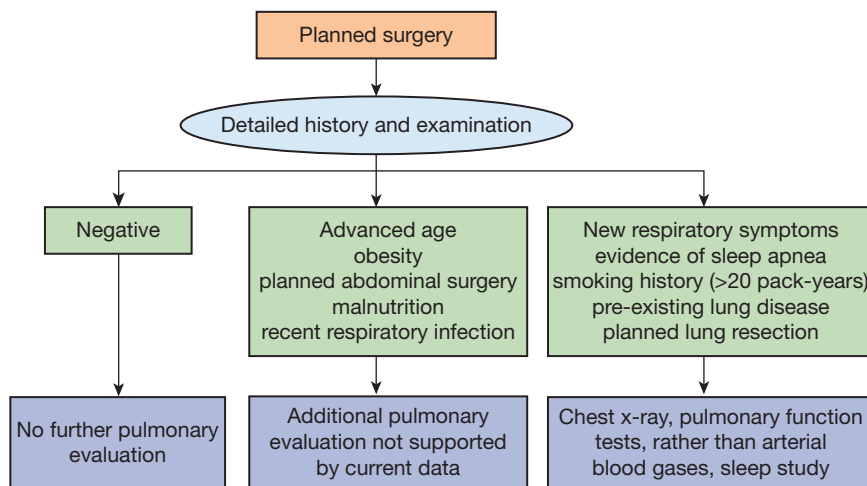 Planned surgery
Detailed history and examination
Negative
Advanced age
obesity
planned abdominal surgery
malnutrition
recent respiratory infection
New respiratory symptoms
evidence of sleep apnea
smoking history (>20 pack-years)
pre-existing lung disease
planned lung resection
No further pulmonary
evaluation
Additional pulmonary
evaluation not supported
by current data
Chest x-ray, pulmonary function
tests, rather than arterial
blood gases, sleep study